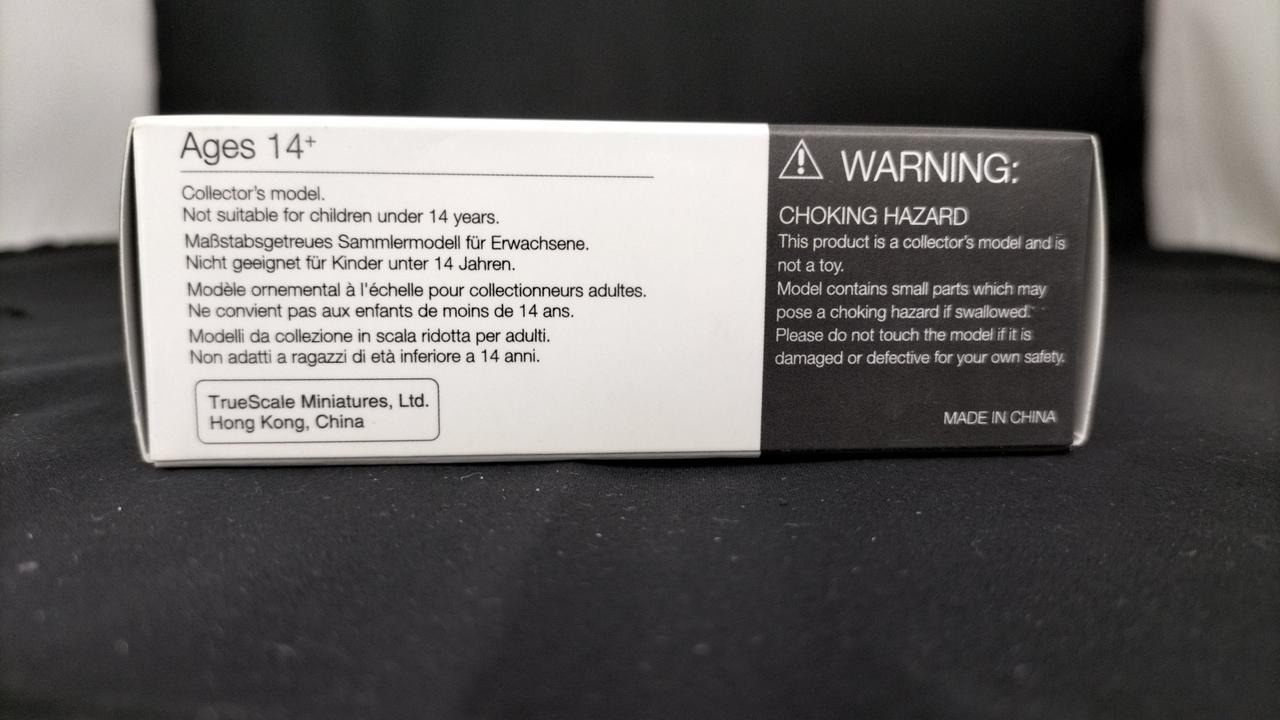 Ages 14+
Collector's model.
Not suitable for children under 14 years.
Maßstabsgetreues Sammlermodell für Erwachsene.
Nicht geeignet für Kinder unter 14 Jahren.
Modèle ornemental à l'échelle pour collectionneurs adultes.
Ne convient pas aux enfants de moins de 14 ans.
Modelli da collezione in scala ridotta per adulti.
Non adatti a ragazzi di età inferiore a 14 anni.
TrueScale Miniatures, Ltd.
Hong Kong, China
WARNING:
CHOKING HAZARD
This product is a collector's model and is
not a toy.
Model contains small parts which may
pose a choking hazard if swallowed.
Please do not touch the model if it is
damaged or defective for your own safety.
MADE IN CHINA